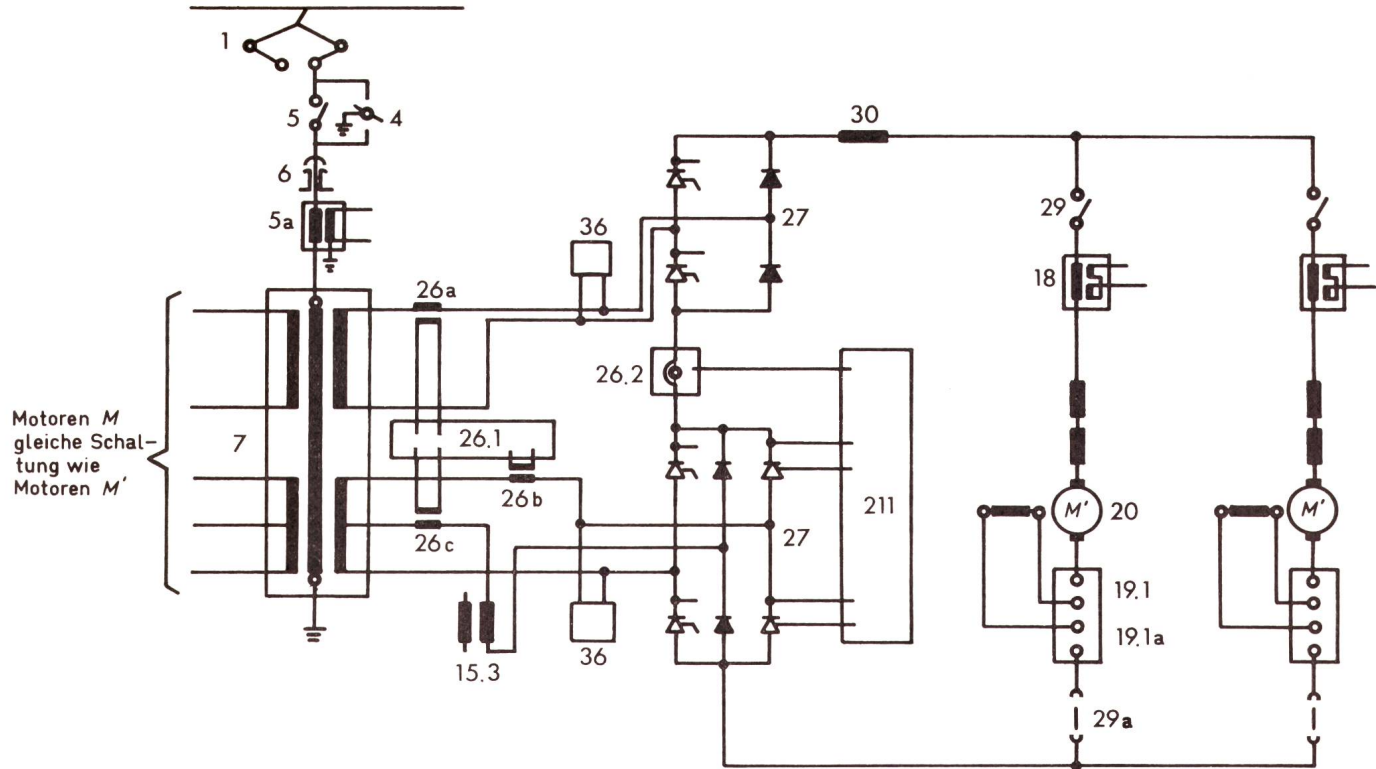 1
5
4
6
5a
30
36
27
29
18
26a
26.2
Motoren M
gleiche Schal-
tung wie
Motoren M'
7
26.1
26b
26c
211
27
M'
20
M'
19.1
19.1a
15.3
36
29a